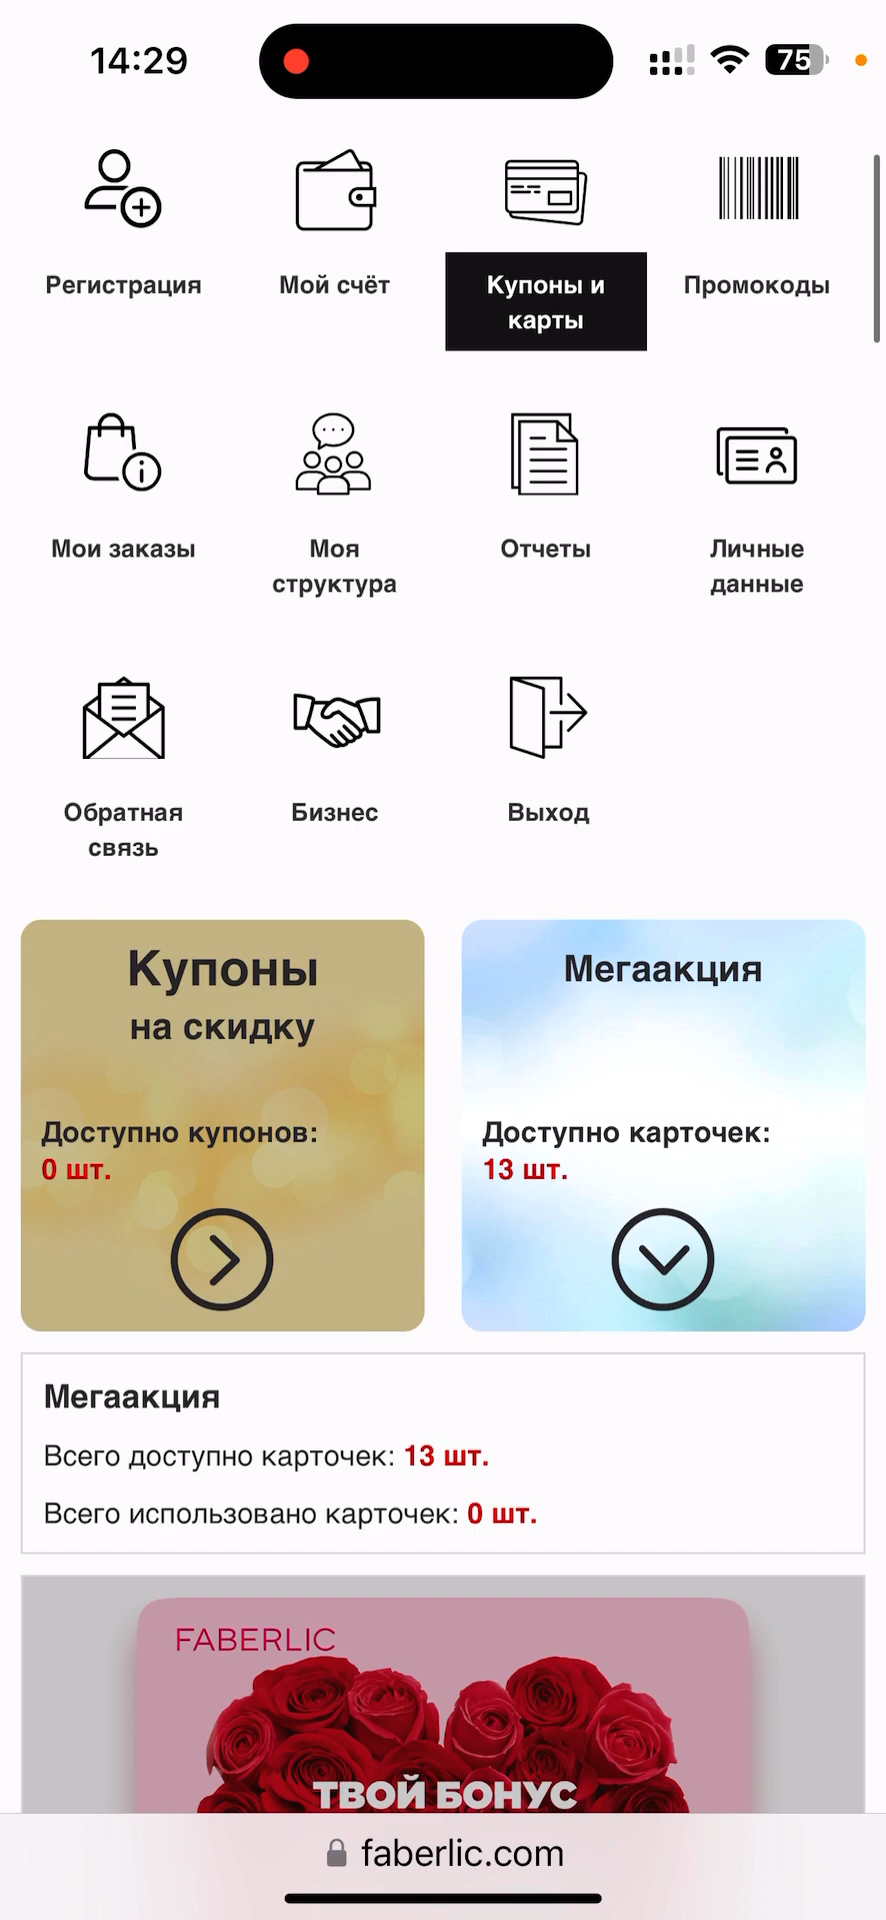 14:29
75
Регистрация
Мой счёт
Купоны и
карты
Промокоды
Мои заказы
Моя
структура
Отчеты
Личные
данные
Обратная
связь
Бизнес
Выход
Купоны
на скидку
Доступно купонов:
0 шт.
Мегаакция
Доступно карточек:
13 шт.
Мегаакция
Всего доступно карточек: 13 шт.
Всего использовано карточек: 0 шт.
FABERLIC
ТВОЙ БОНУС
faberlic.com